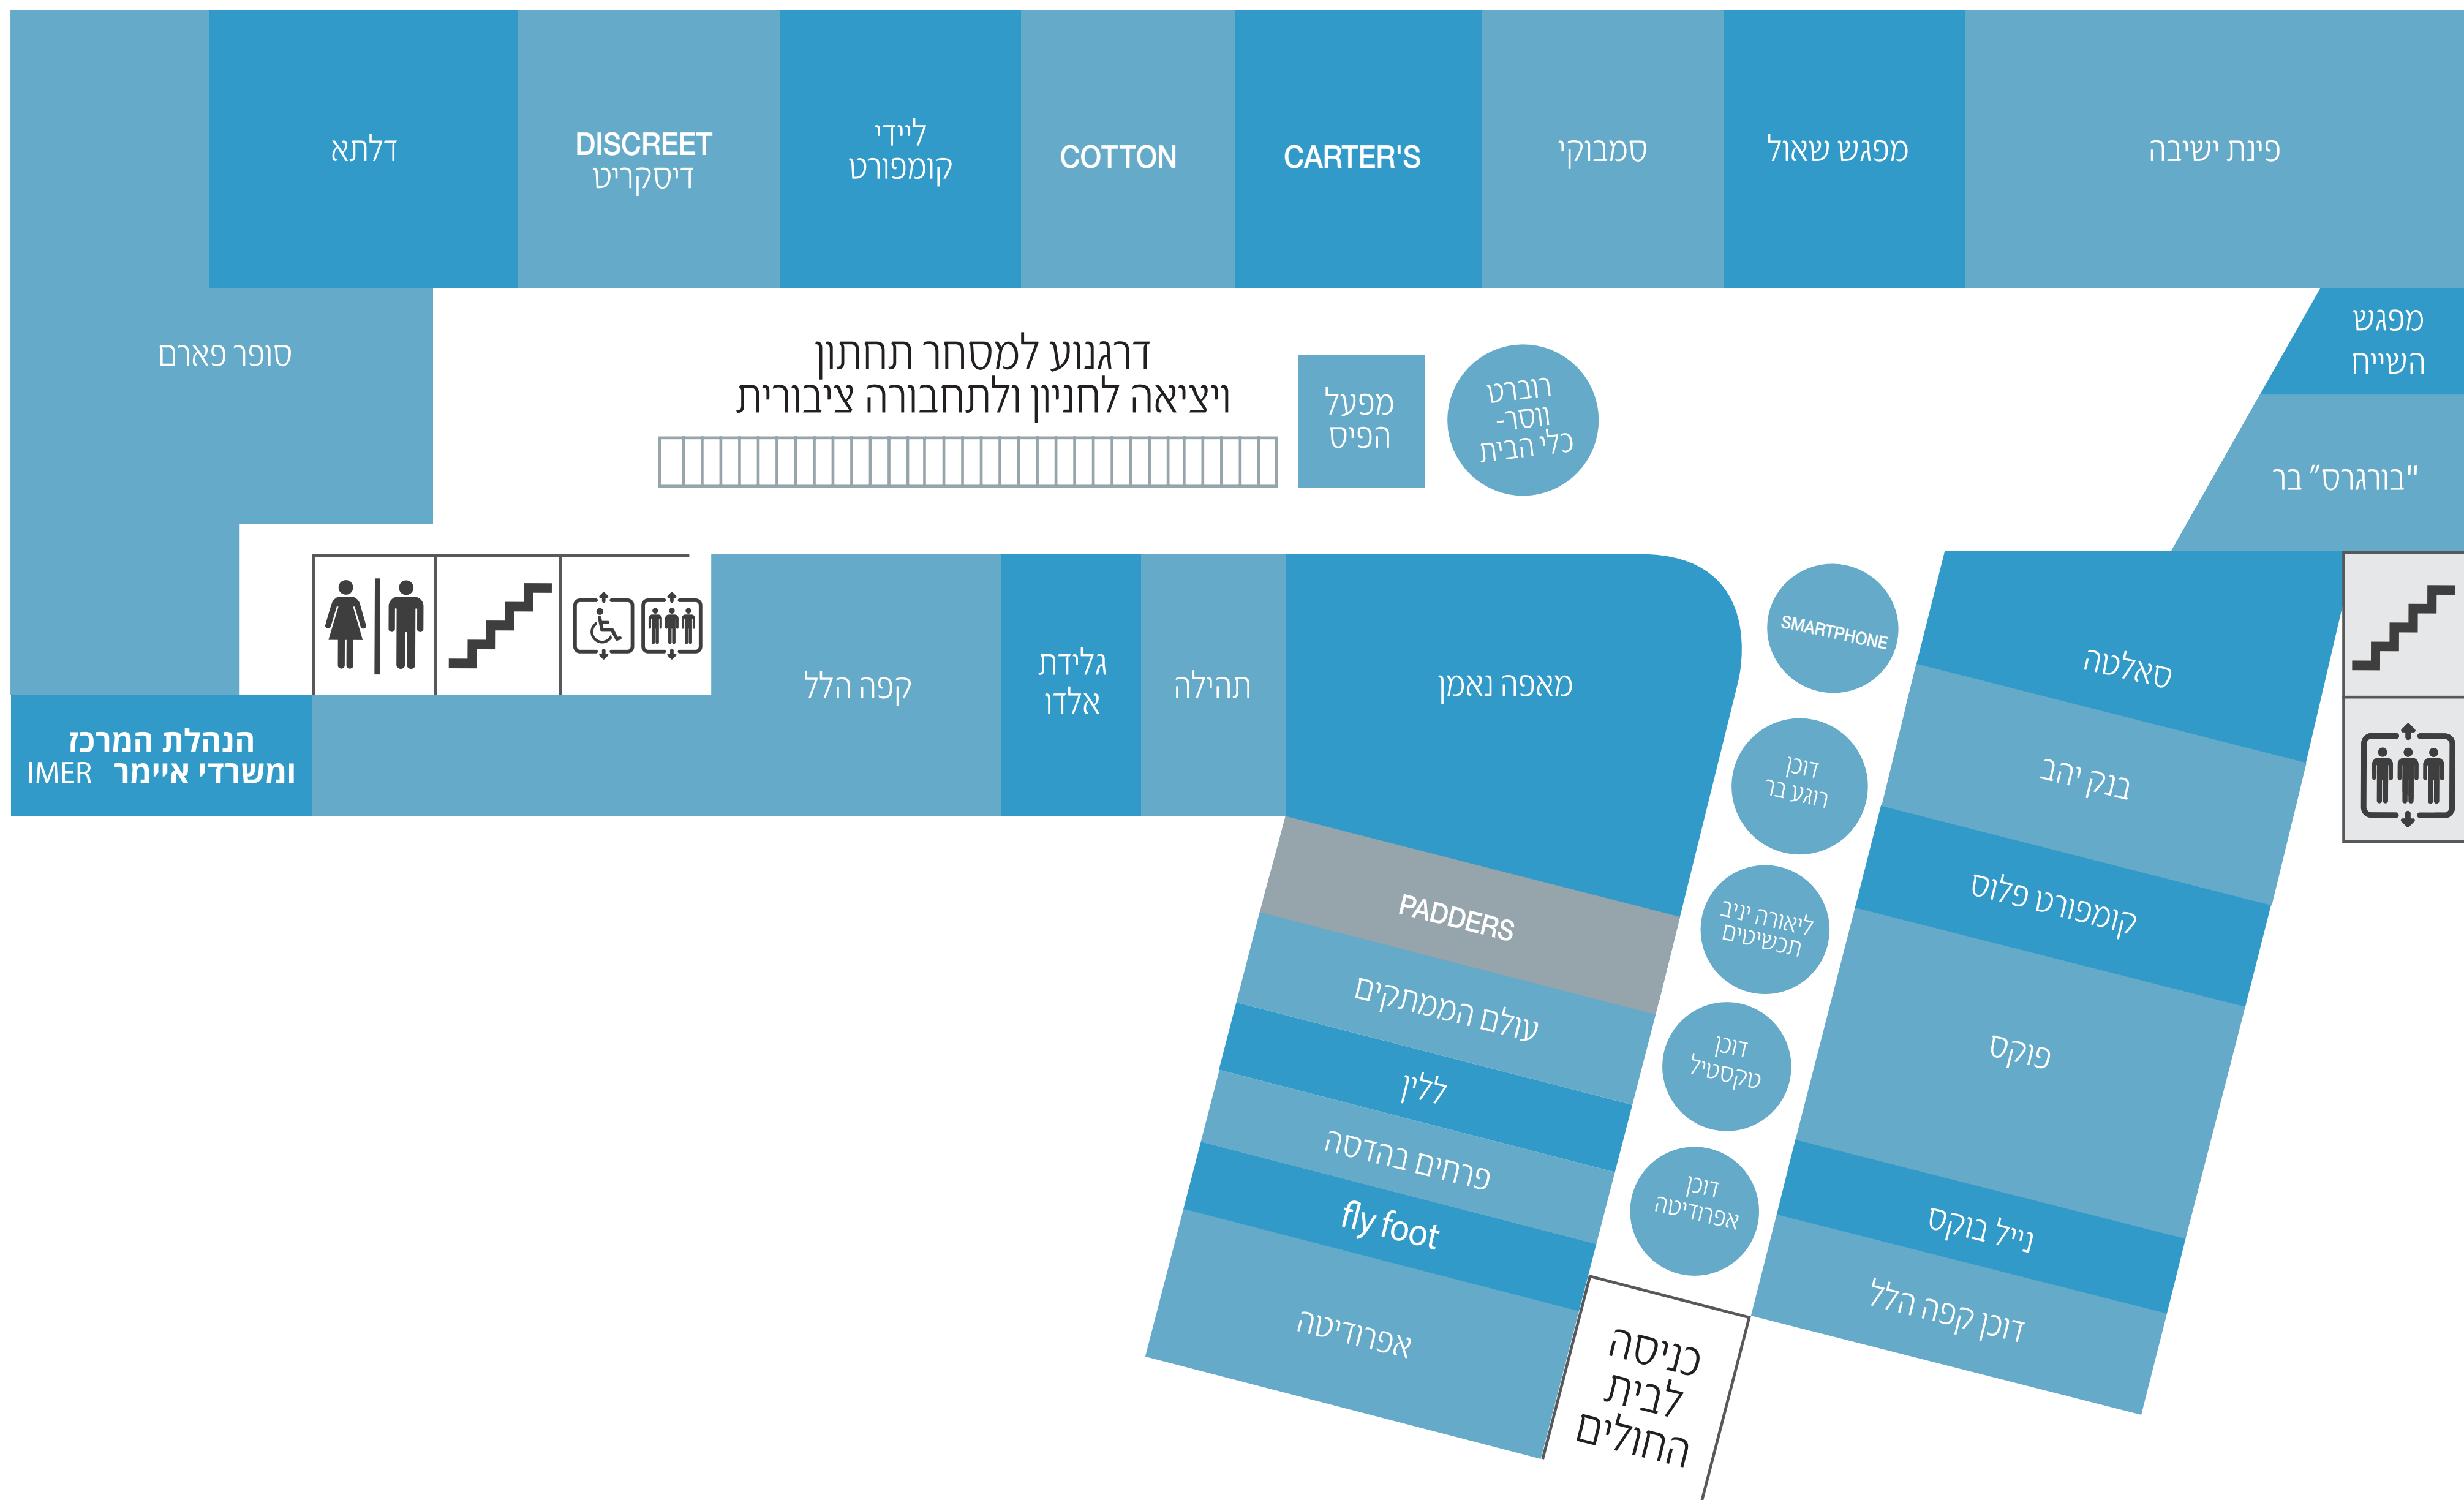 דלתא
DISCREET
דיסקריט
ליידי
קומפורט
COTTON
CARTER'S
סמבוקי
מפגש שאול
פינת ישיבה
סופר פארם
דרגנוע למסחר תחתון
ויציאה לחניון ולתחבורה ציבורית
מפעל
הפיס
רוברט
ווסר-
כלי הבית
מפגש
השייח
"בורגרס״ בר
הנהלת המרכז
ומשרדי איימר IMER
קפה הלל
גלידת
אלדו
תהילה
מאפה נאמן
SMARTPHONE
סאלטה
דוכן
רוגע בר
בנק יהב
PADDERS
ליאורה יניב
תכשיטים
קומפורט פלוס
עולם הממתקים
דוכן
טקסטיל
פוקס
ללין
פרחים בהדסה
דוכן
אפרודיטה
fly foot
נייל בוקס
אפרודיטה
דוכן קפה הלל
כניסה
לבית
החולים